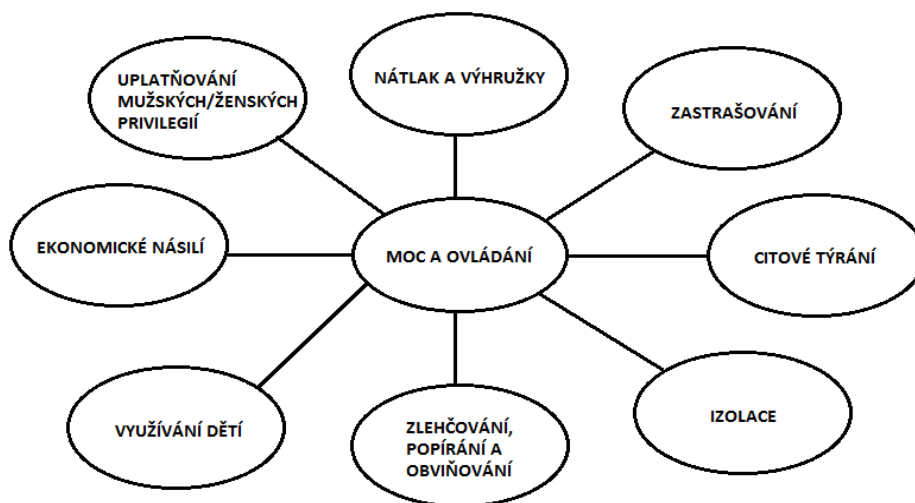 NÁTLAK A VÝHRUŽKY
UPLATŇOVÁNÍ
MUŽSKÝCH/ŽENSKÝCH
PRIVILEGIÍ
ZASTRAŠOVÁNÍ
EKONOMICKÉ NÁSILÍ
MOC A OVLÁDÁNÍ
CITOVÉ TÝRÁNÍ
VYUŽÍVÁNÍ DĚTÍ
ZLEHČOVÁNÍ,
POPÍRÁNÍ A
OBVIŇOVÁNÍ
IZOLACE